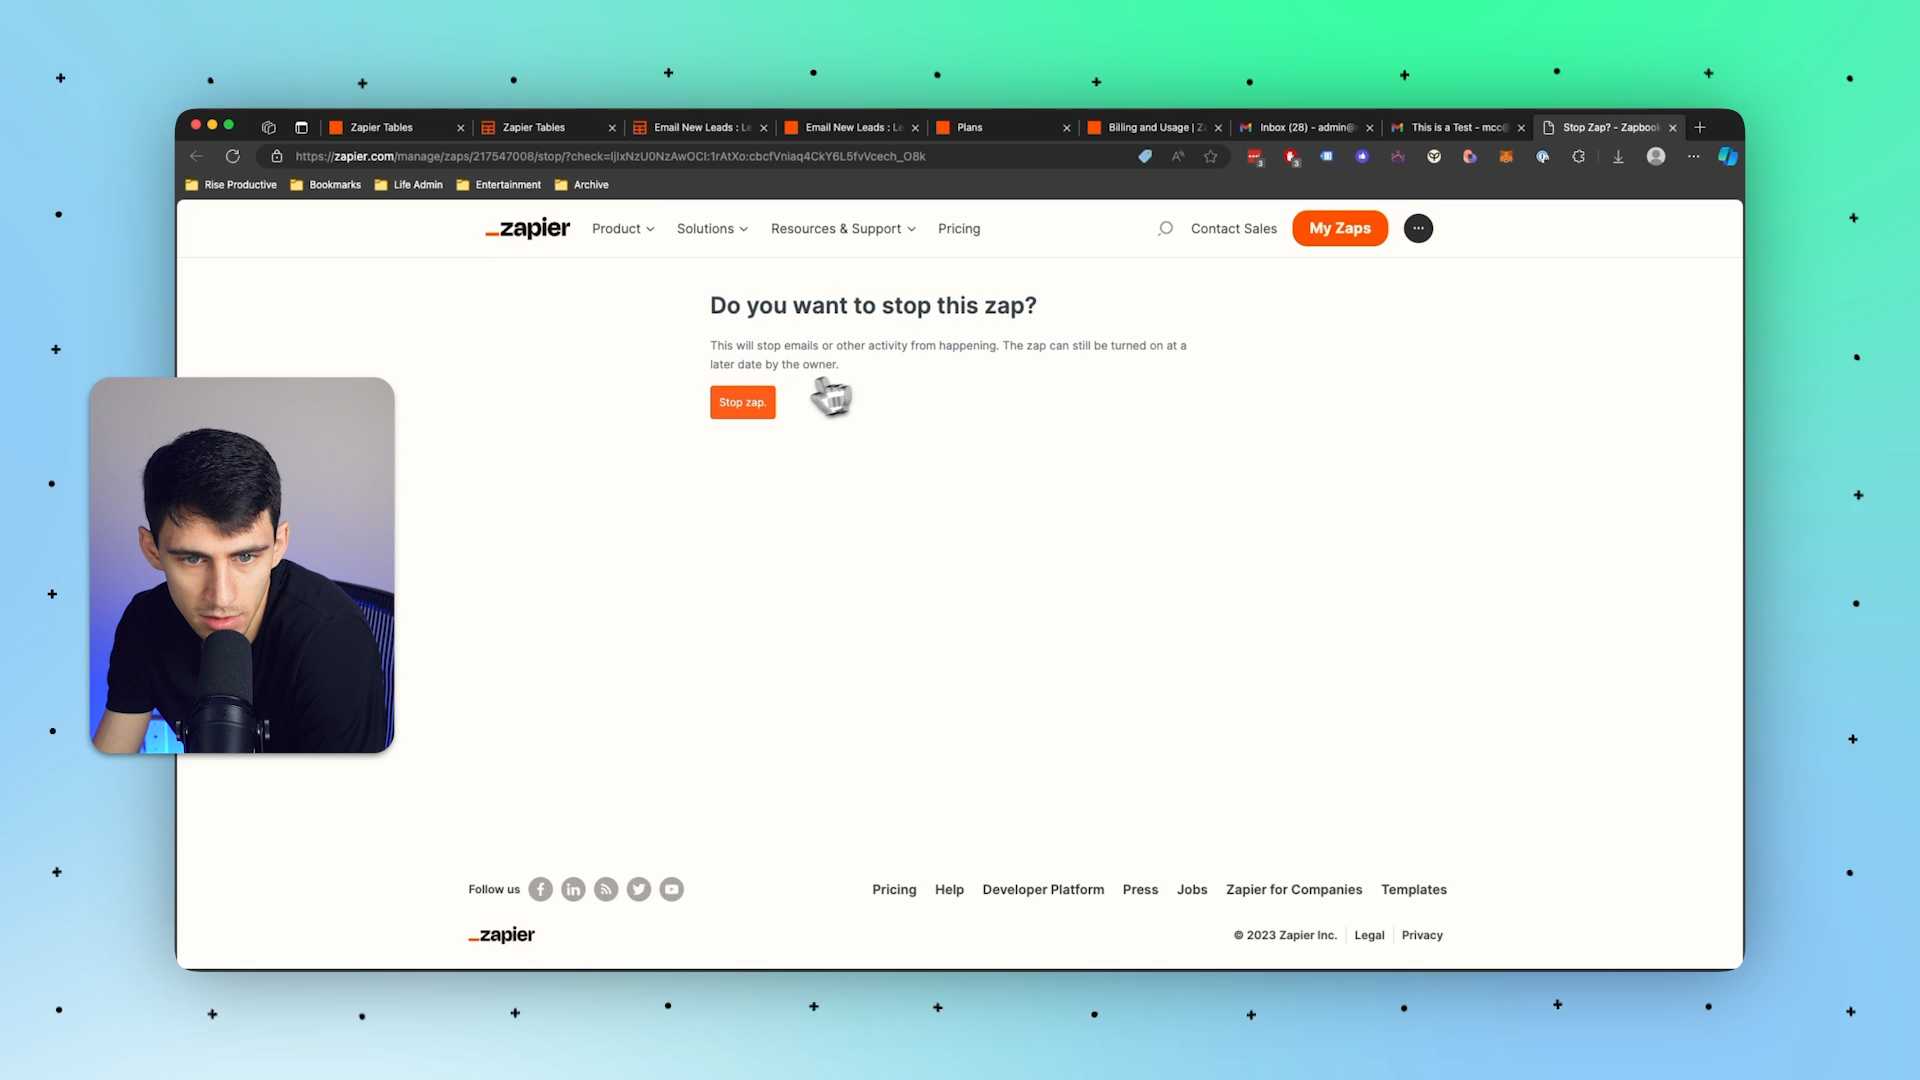 Zapier Tables
Zapier Tables
Email New Leads : Le
Email New Leads : Le
Plans
Billing and Usage | Za
Inbox (28) - admin@r
This is a Test - mcc@
Stop Zap? - Zapbook
https://zapier.com/manage/zaps/217547008/stop/?check=IjIxNzU0NzAwOCI:1rAtXo:cbcfVniaq4CkY6L5fvVcech_O8k
3
3
Rise Productive
Bookmarks
Life Admin
Entertainment
Archive
zapier
Product
Solutions
Resources & Support
Pricing
Contact Sales
My Zaps
Do you want to stop this zap?
This will stop emails or other activity from happening. The zap can still be turned on at a
later date by the owner.
Stop zap.
Follow us
Pricing
Help
Developer Platform
Press
Jobs
Zapier for Companies
Templates
zapier
© 2023 Zapier Inc.
Legal
Privacy